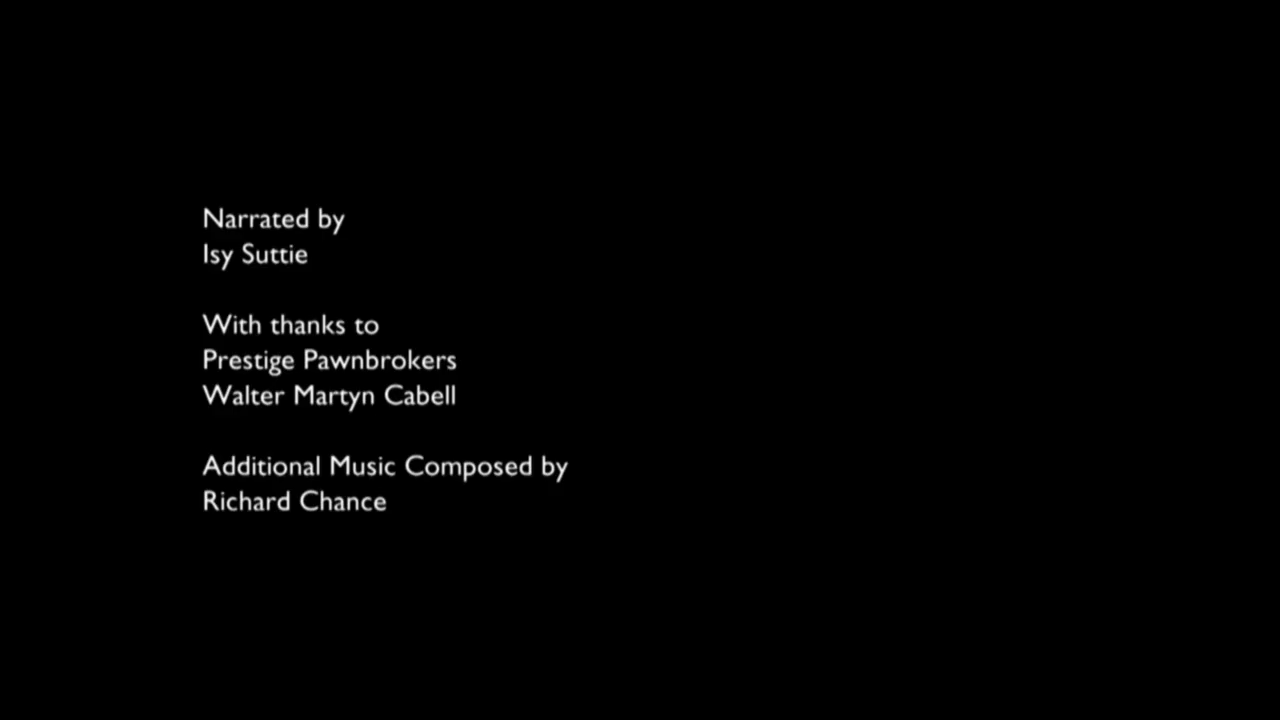 Narrated by
Isy Suttie
With thanks to
Prestige Pawnbrokers
Walter Martyn Cabell
Additional Music Composed by
Richard Chance